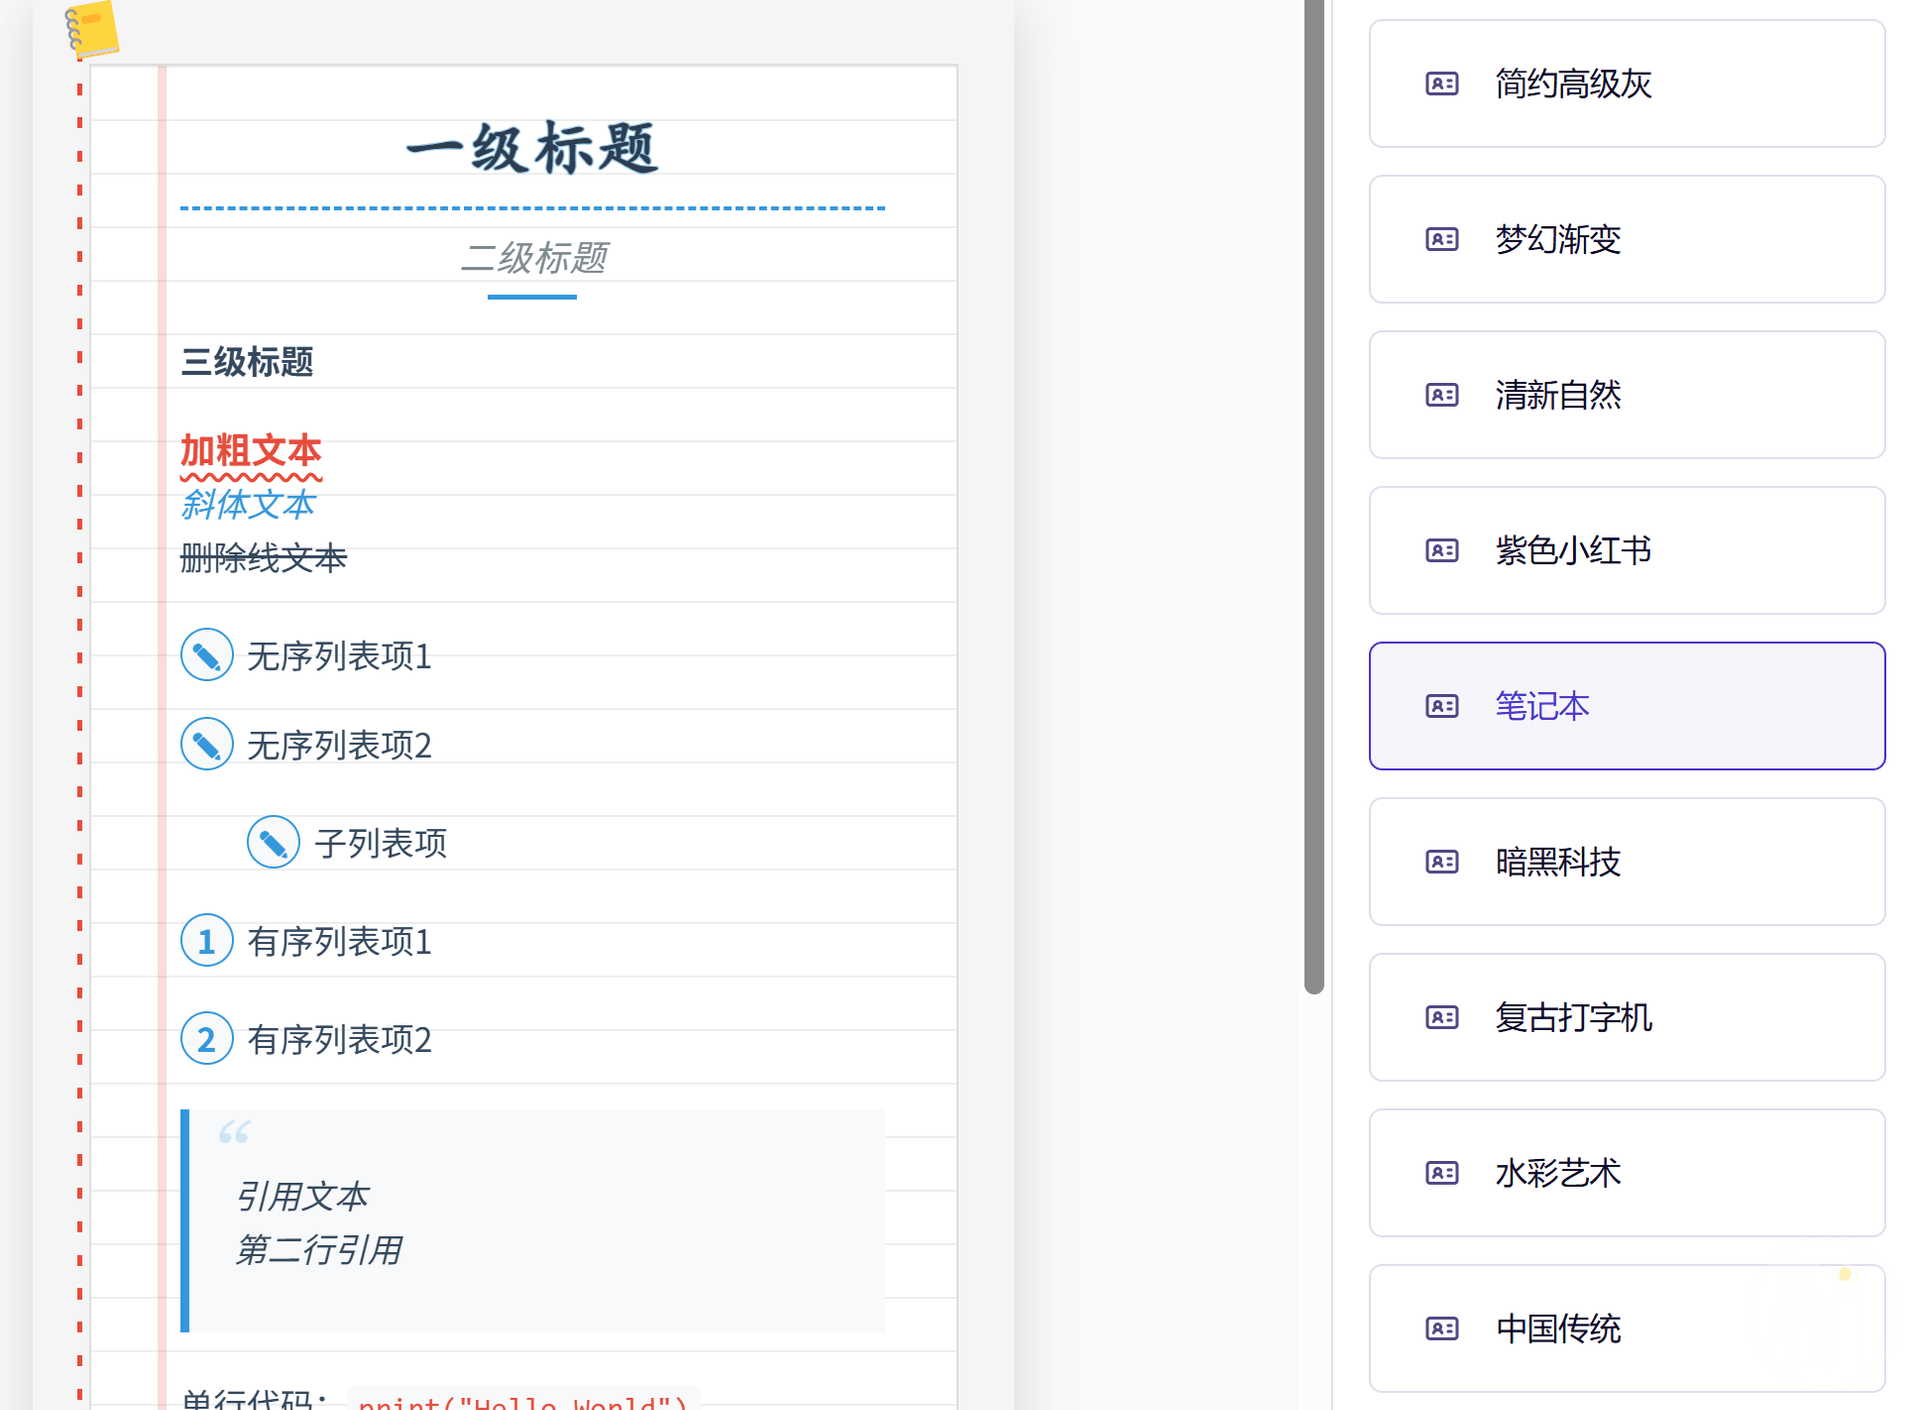 一级标题
二级标题
三级标题
加粗文本
斜体文本
删除线文本
无序列表项1
无序列表项2
子列表项
1 有序列表项1
2 有序列表项2
“
引用文本
第二行引用
单行代码： print("Hello World")
简约高级灰
梦幻渐变
清新自然
紫色小红书
笔记本
暗黑科技
复古打字机
水彩艺术
中国传统